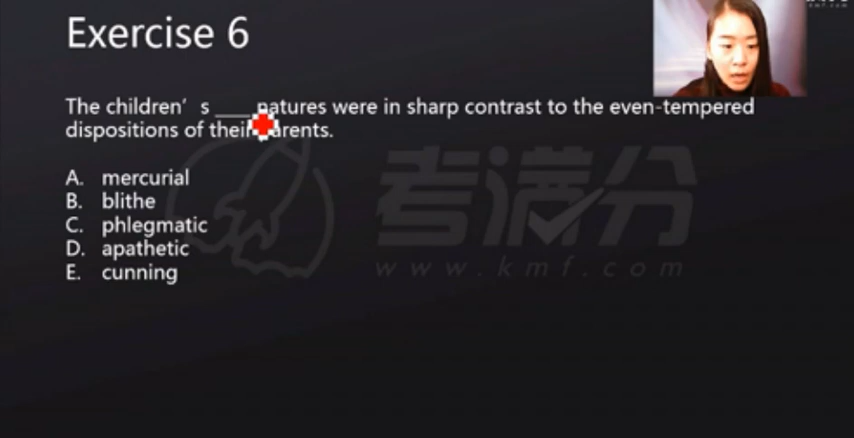 Exercise 6
The children's ___ natures were in sharp contrast to the even-tempered
dispositions of their parents.
A. mercurial
B. blithe
C. phlegmatic
D. apathetic
E. cunning
考满分
www.kmf.com